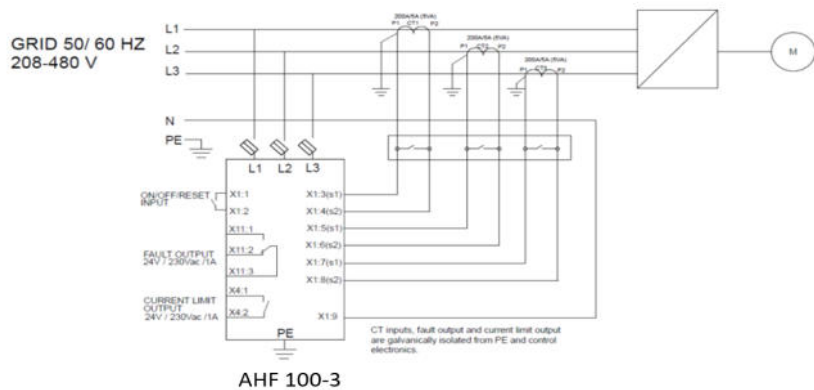 200A/5A (5VA)
P1 CT1 P2
L1
GRID 50/ 60 HZ
208-480 V
L2
200A/5A (5VA)
P1 CT2 P2
L3
200A/5A (5VA)
P1 CT3 P2
M
N
PE
L1 L2 L3
ON/OFF/RESET
INPUT
X1:1
X1:2
X1:3(s1)
X1:4(s2)
X11:1
X1:5(s1)
FAULT OUTPUT
24V / 230Vac /1A
X11:2
X11:3
X1:6(s2)
X1:7(s1)
X1:8(s2)
CURRENT LIMIT
OUTPUT
24V / 230Vac /1A
X4:1
X4:2
X1:9
PE
CT inputs, fault output and current limit output
are galvanically isolated from PE and control
electronics.
AHF 100-3